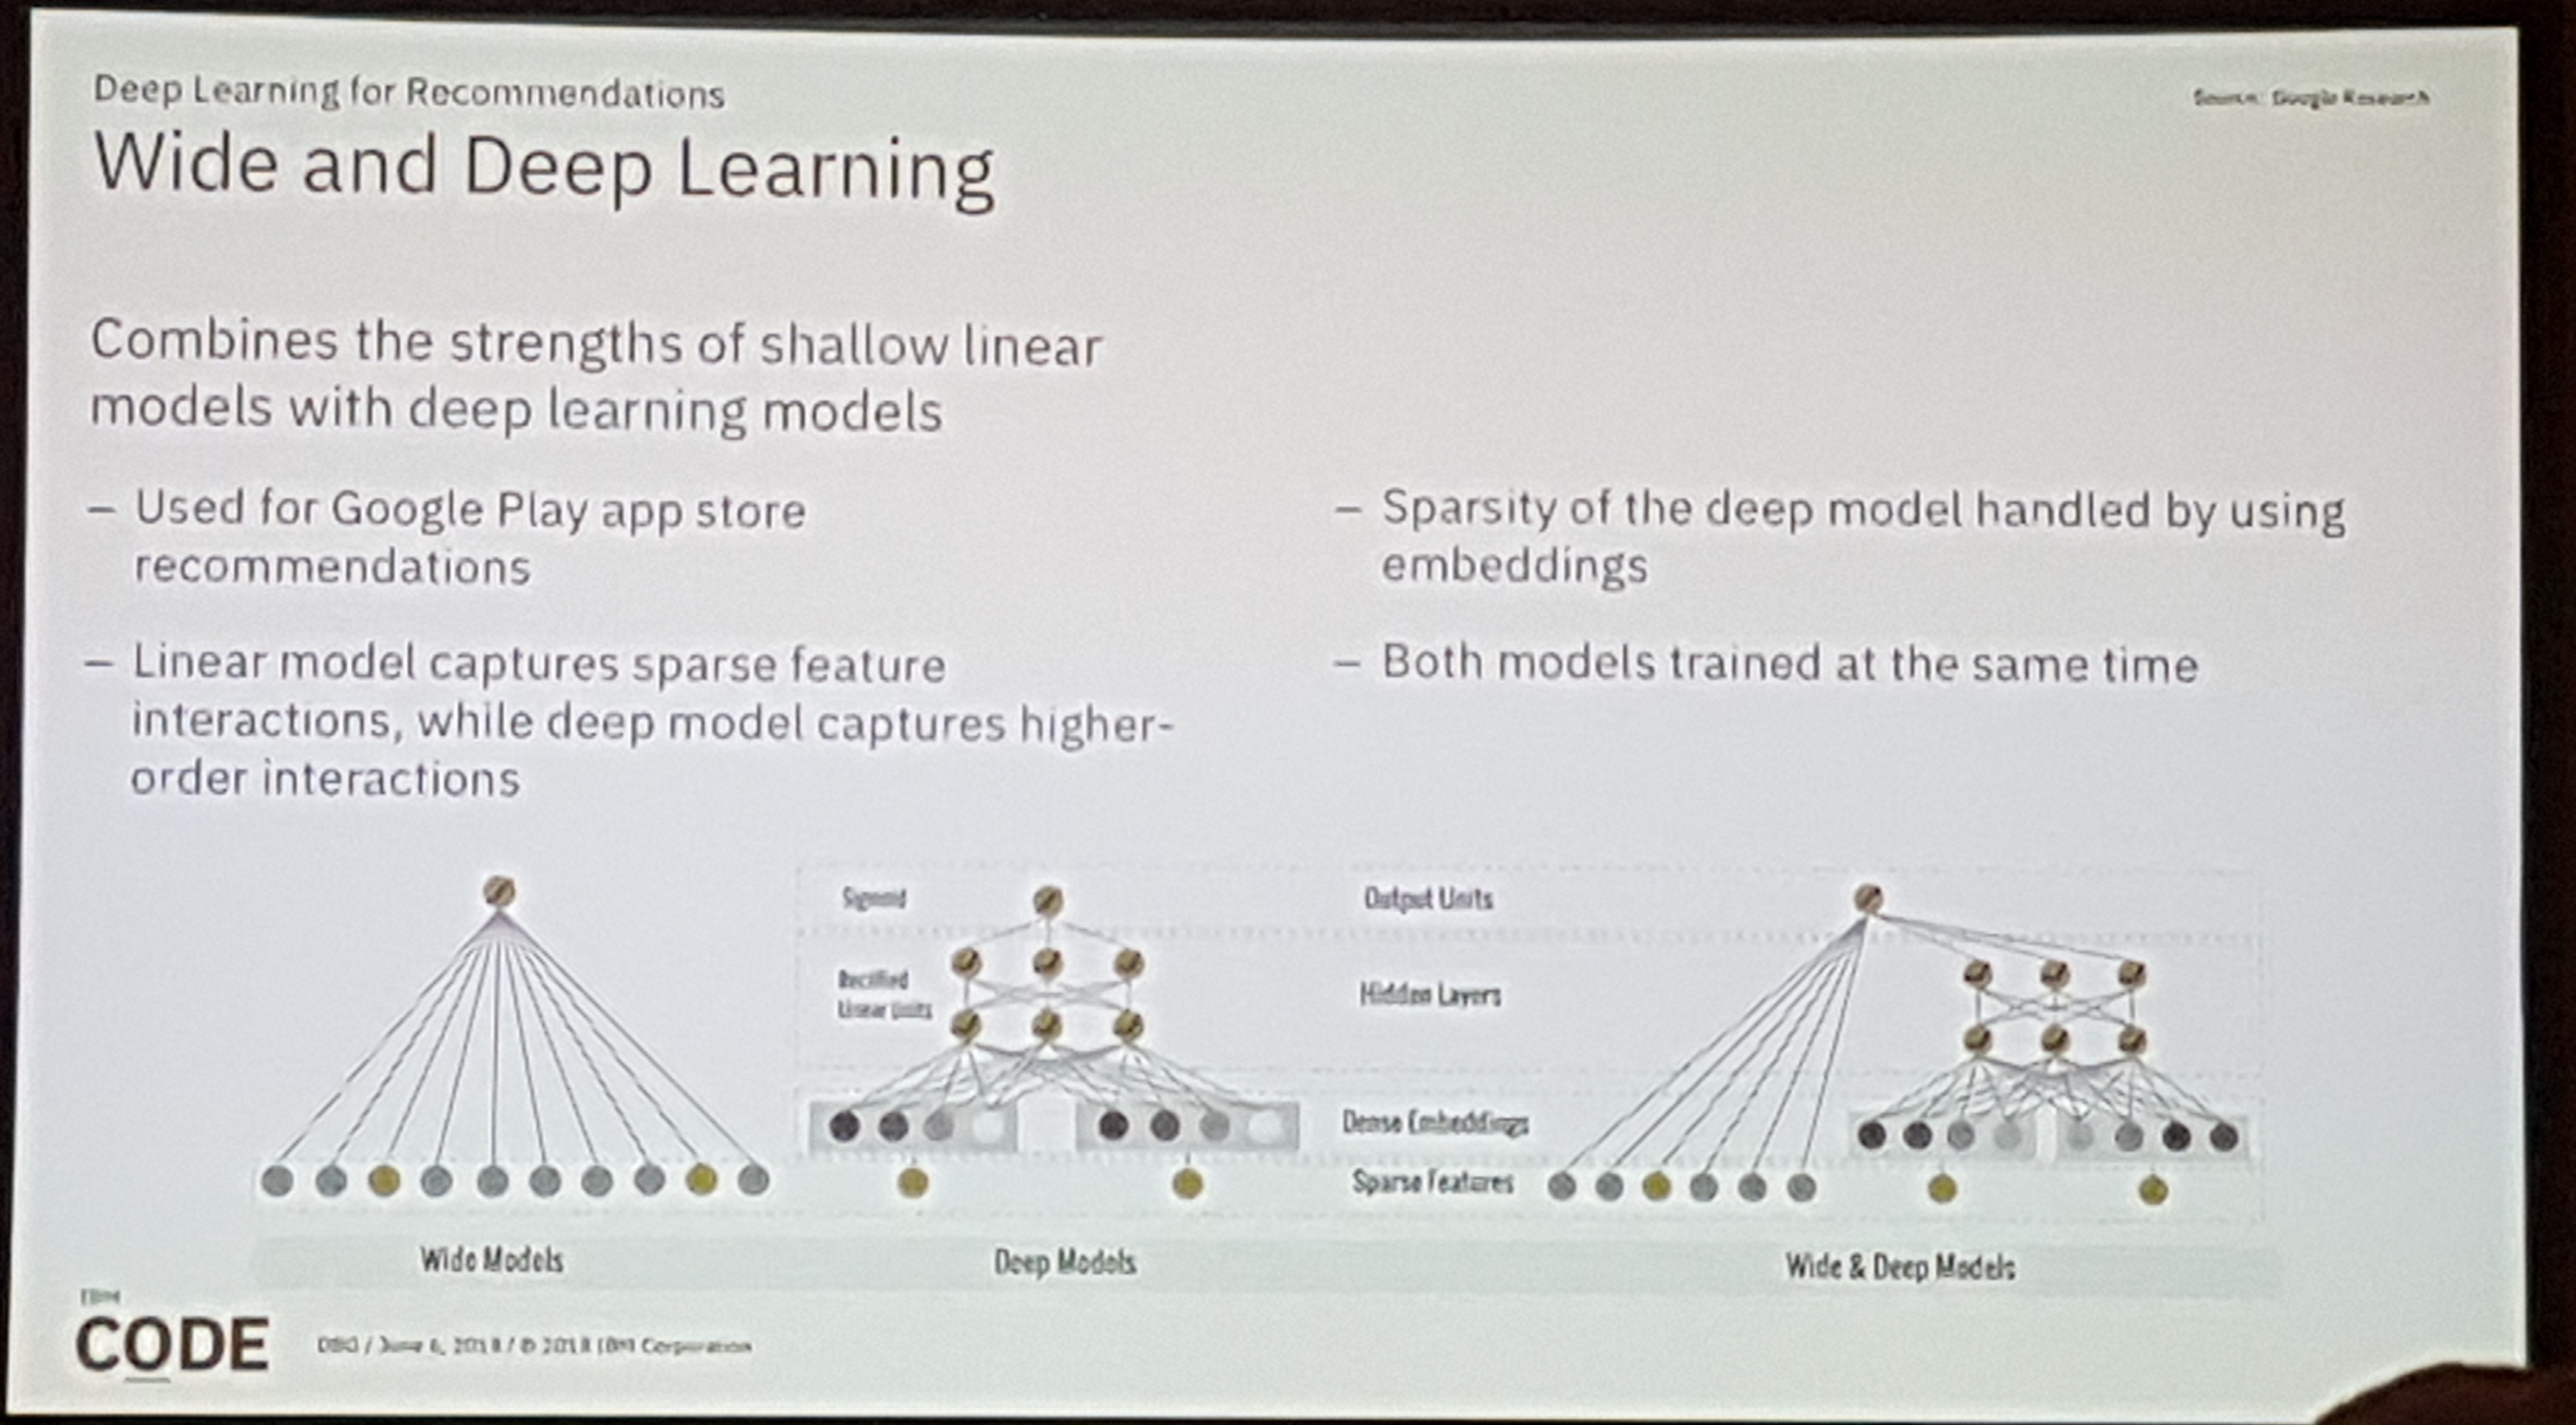 Deep Learning for Recommendations
Source: Google Research
Wide and Deep Learning
Combines the strengths of shallow linear
models with deep learning models
– Used for Google Play app store
recommendations
– Linear model captures sparse feature
interactions, while deep model captures higher-
order interactions
– Sparsity of the deep model handled by using
embeddings
– Both models trained at the same time
Sigmoid
Output Units
Rectified
Linear Units
Hidden Layers
Dense Embeddings
Sparse Features
Wide Models
Deep Models
Wide & Deep Models
IBM
CODE
DBG / June 6, 2018 / © 2018 IBM Corporation